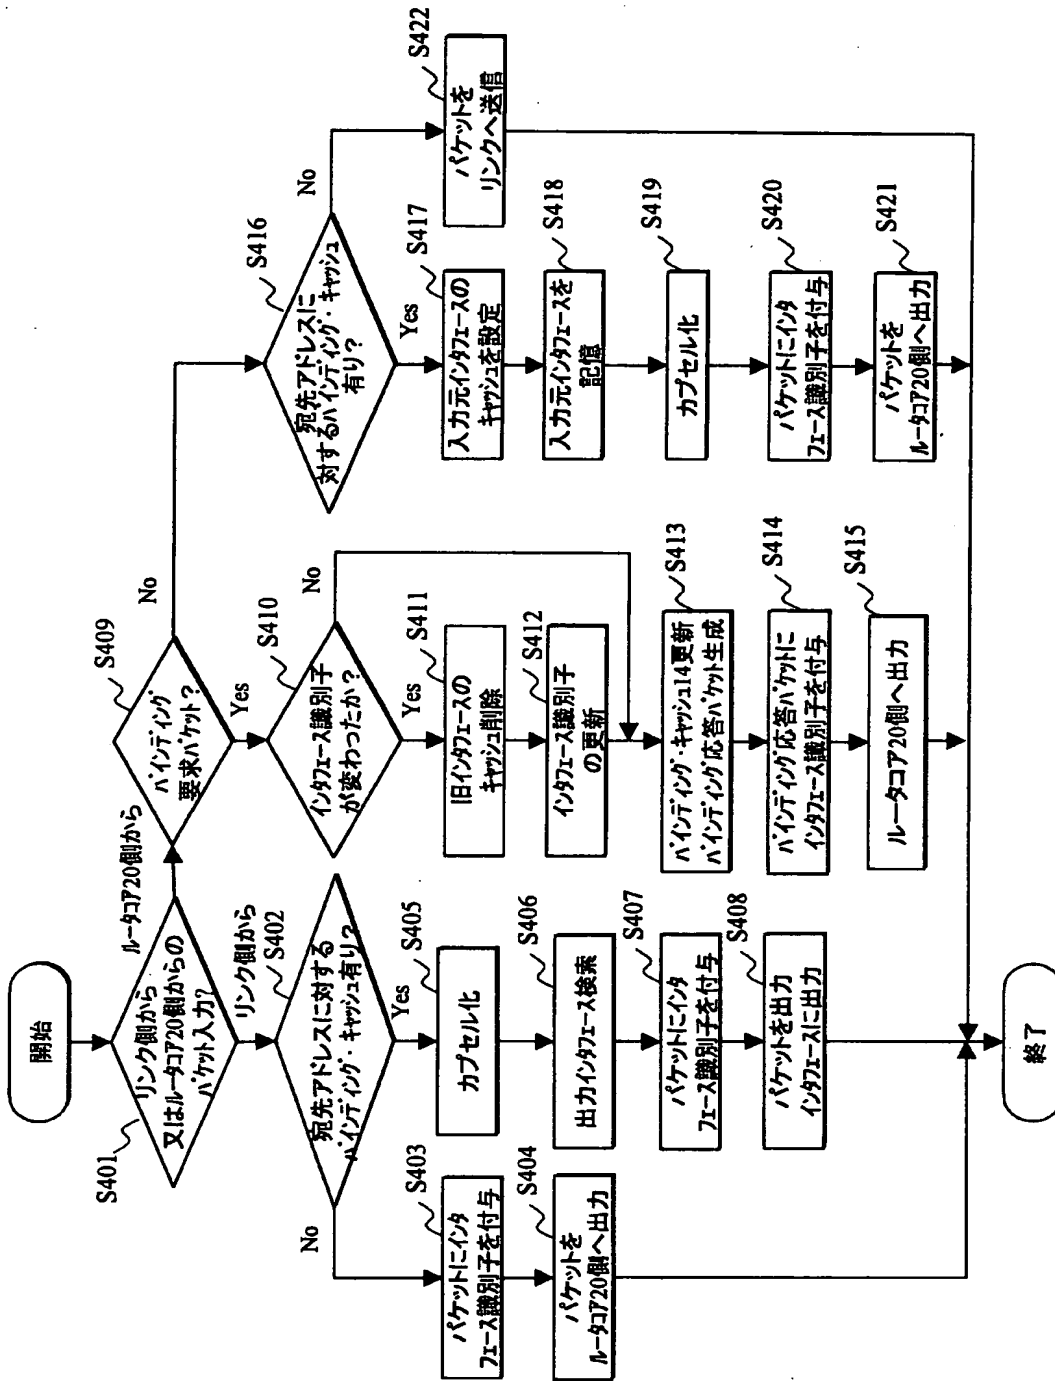 開始
S401
リンク側から
又はルータコア20側からの
パケット入力?
ルータコア20側から
リンク側から
S402
宛先アドレスに対する
バインディング・キャッシュ有り?
No
Yes
S403
パケットにインタ
フェース識別子を付与
S404
パケットを
ルータコア20側へ出力
S405
カプセル化
S406
出力インタフェース検索
S407
パケットにインタ
フェース識別子を付与
S408
パケットを出力
インタフェースに出力
S409
バインディング
要求パケット?
No
Yes
S410
インタフェース識別子
が変わったか?
No
Yes
S411
旧インタフェースの
キャッシュ削除
S412
インタフェース識別子
の更新
S413
バインディング・キャッシュ14更新
バインディング応答パケット生成
S414
バインディング応答パケットに
インタフェース識別子を付与
S415
ルータコア20側へ出力
S416
宛先アドレスに
対するバインディング・キャッシュ
有り?
No
Yes
S417
入力元インタフェースの
キャッシュを設定
S418
入力元インタフェースを
記憶
S419
カプセル化
S420
パケットにインタ
フェース識別子を付与
S421
パケットを
ルータコア20側へ出力
S422
パケットを
リンクへ送信
終了